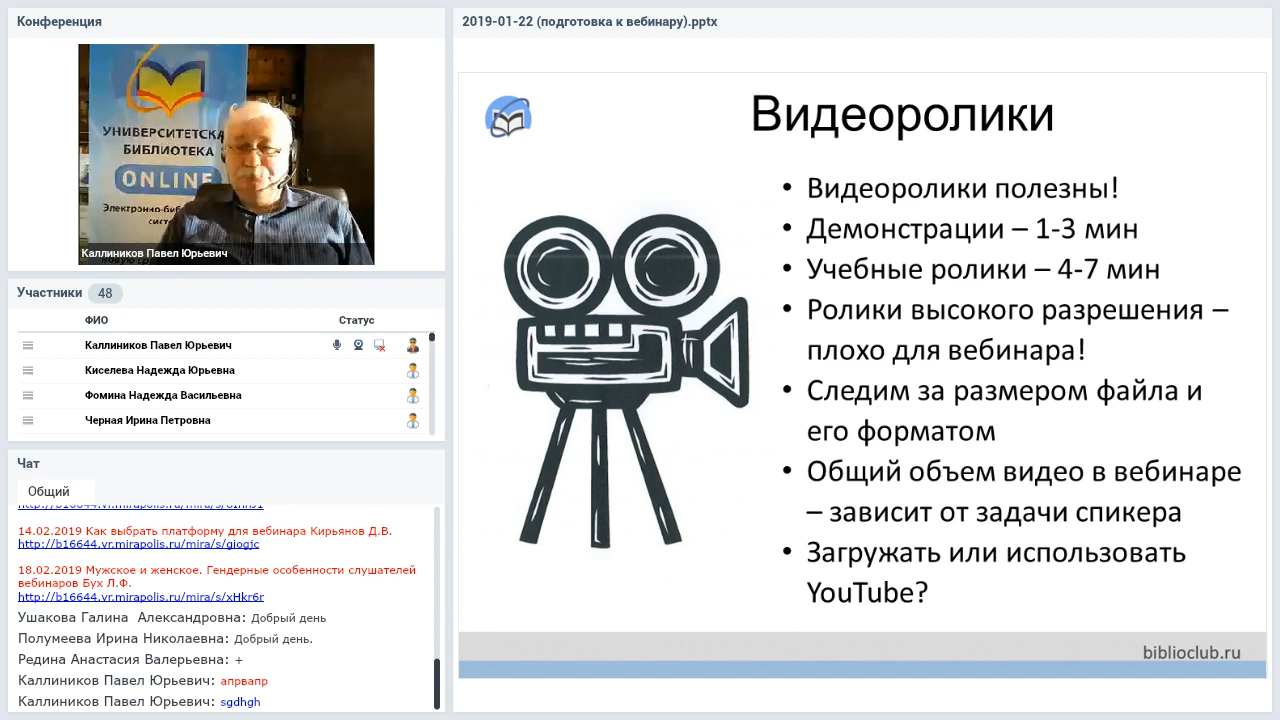 Конференция
УНИВЕРСИТЕТСКА
БИБЛИОТЕКА
ONLINE
Каллиников Павел Юрьевич
Участники 48
ФИО Статус
Каллиников Павел Юрьевич
Киселева Надежда Юрьевна
Фомина Надежда Васильевна
Черная Ирина Петровна
Чат
Общий
14.02.2019 Как выбрать платформу для вебинара Кирьянов Д.В.
http://b16644.vr.mirapolis.ru/mira/s/giogjc
18.02.2019 Мужское и женское. Гендерные особенности слушателей
вебинаров Бух Л.Ф.
http://b16644.vr.mirapolis.ru/mira/s/xHkr6r
Ушакова Галина Александровна: Добрый день
Полумеева Ирина Николаевна: Добрый день.
Редина Анастасия Валерьевна: +
Каллиников Павел Юрьевич: апрвапр
Каллиников Павел Юрьевич: sgdhgh
2019-01-22 (подготовка к вебинару).pptx
Видеоролики
• Видеоролики полезны!
• Демонстрации – 1-3 мин
• Учебные ролики – 4-7 мин
• Ролики высокого разрешения –
плохо для вебинара!
• Следим за размером файла и
его форматом
• Общий объем видео в вебинаре
– зависит от задачи спикера
• Загружать или использовать
YouTube?
biblioclub.ru